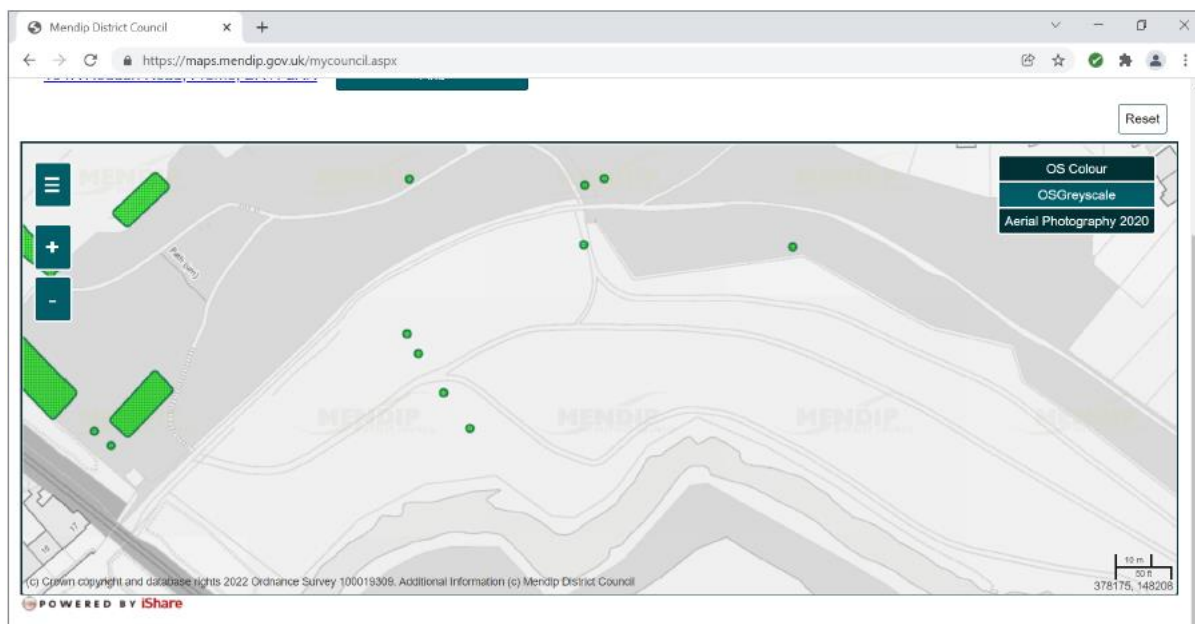 Mendip District Council
https://maps.mendip.gov.uk/mycouncil.aspx
Reset
OS Colour
OSGreyscale
Aerial Photography 2020
+
-
Path (um)
MENDIP
MENDIP
MENDIP
MENDIP
17
16
10 m
50 ft
(c) Crown copyright and database rights 2022 Ordnance Survey 100019309. Additional Information (c) Mendip District Council
378175, 148208
POWERED BY iShare